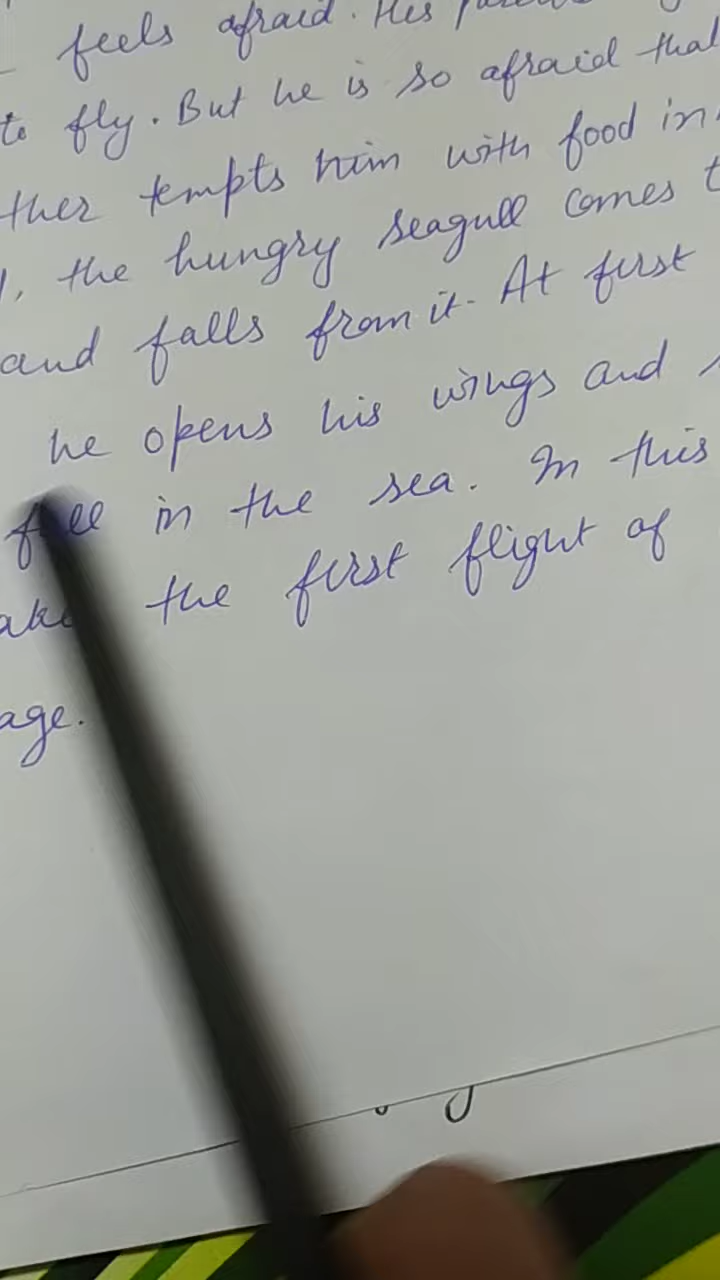 feels afraid. His
to fly. But he is so afraid that
ther tempts him with food in
, the hungry seagull comes t
and falls from it. At first
he opens his wings and
in the sea. In this
the first flight of
age.